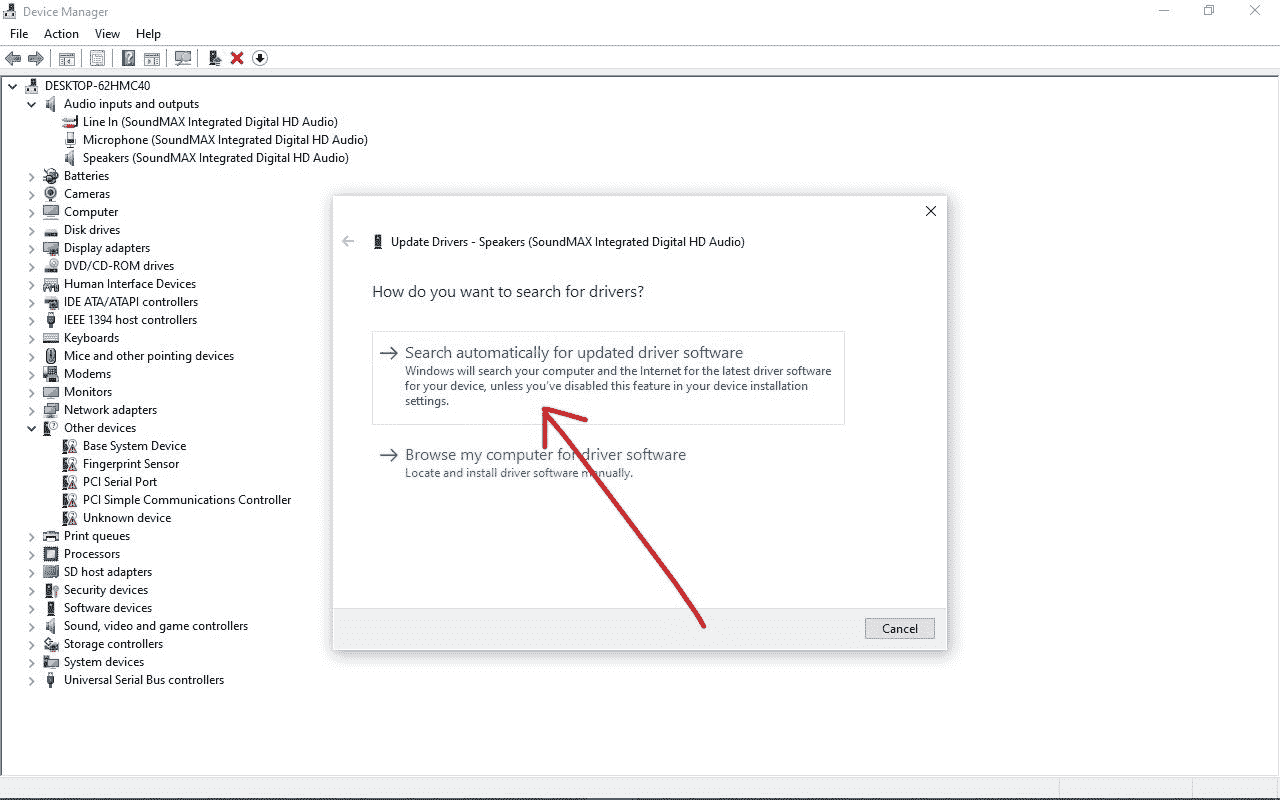 Device Manager
File Action View Help
DESKTOP-62HMC40
Audio inputs and outputs
Line In (SoundMAX Integrated Digital HD Audio)
Microphone (SoundMAX Integrated Digital HD Audio)
Speakers (SoundMAX Integrated Digital HD Audio)
Batteries
Cameras
Computer
Disk drives
Display adapters
DVD/CD-ROM drives
Human Interface Devices
IDE ATA/ATAPI controllers
IEEE 1394 host controllers
Keyboards
Mice and other pointing devices
Modems
Monitors
Network adapters
Other devices
Base System Device
Fingerprint Sensor
PCI Serial Port
PCI Simple Communications Controller
Unknown device
Print queues
Processors
SD host adapters
Security devices
Software devices
Sound, video and game controllers
Storage controllers
System devices
Universal Serial Bus controllers
Update Drivers - Speakers (SoundMAX Integrated Digital HD Audio)
How do you want to search for drivers?
Search automatically for updated driver software
Windows will search your computer and the Internet for the latest driver software
for your device, unless you've disabled this feature in your device installation
settings.
Browse my computer for driver software
Locate and install driver software manually.
Cancel